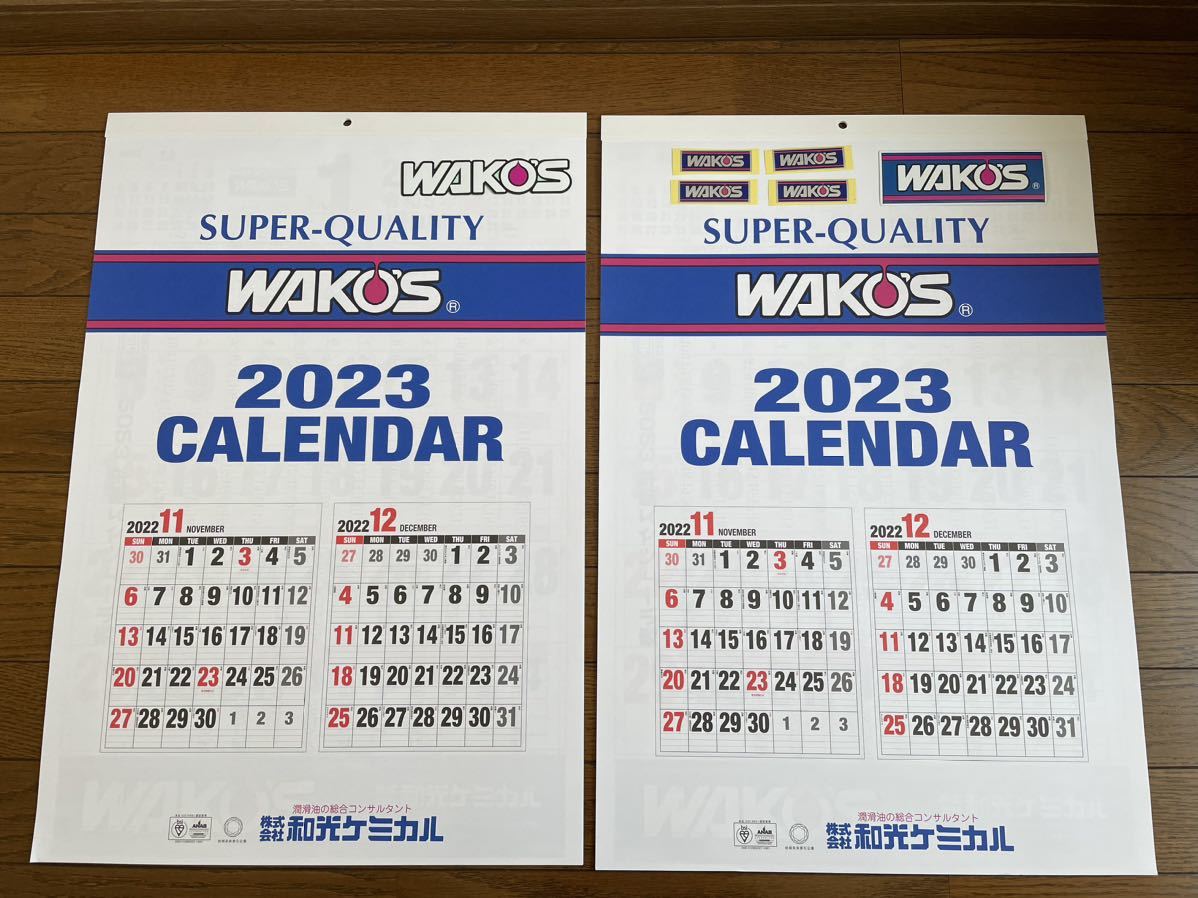 WAKO'S
SUPER-QUALITY
WAKO'S ®
2023
CALENDAR
2022 11 NOVEMBER
SUN MON TUE WED THU FRI SAT
30 31 1 2 3 4 5
6 7 8 9 10 11 12
13 14 15 16 17 18 19
20 21 22 23 24 25 26
27 28 29 30 1 2 3
2022 12 DECEMBER
SUN MON TUE WED THU FRI SAT
27 28 29 30 1 2 3
4 5 6 7 8 9 10
11 12 13 14 15 16 17
18 19 20 21 22 23 24
25 26 27 28 29 30 31
潤滑油の総合コンサルタント
株式会社 和光ケミカル
WAKO'S
WAKO'S
WAKO'S
WAKO'S
WAKO'S ®
SUPER-QUALITY
WAKO'S ®
2023
CALENDAR
2022 11 NOVEMBER
SUN MON TUE WED THU FRI SAT
30 31 1 2 3 4 5
6 7 8 9 10 11 12
13 14 15 16 17 18 19
20 21 22 23 24 25 26
27 28 29 30 1 2 3
2022 12 DECEMBER
SUN MON TUE WED THU FRI SAT
27 28 29 30 1 2 3
4 5 6 7 8 9 10
11 12 13 14 15 16 17
18 19 20 21 22 23 24
25 26 27 28 29 30 31
潤滑油の総合コンサルタント
株式会社 和光ケミカル